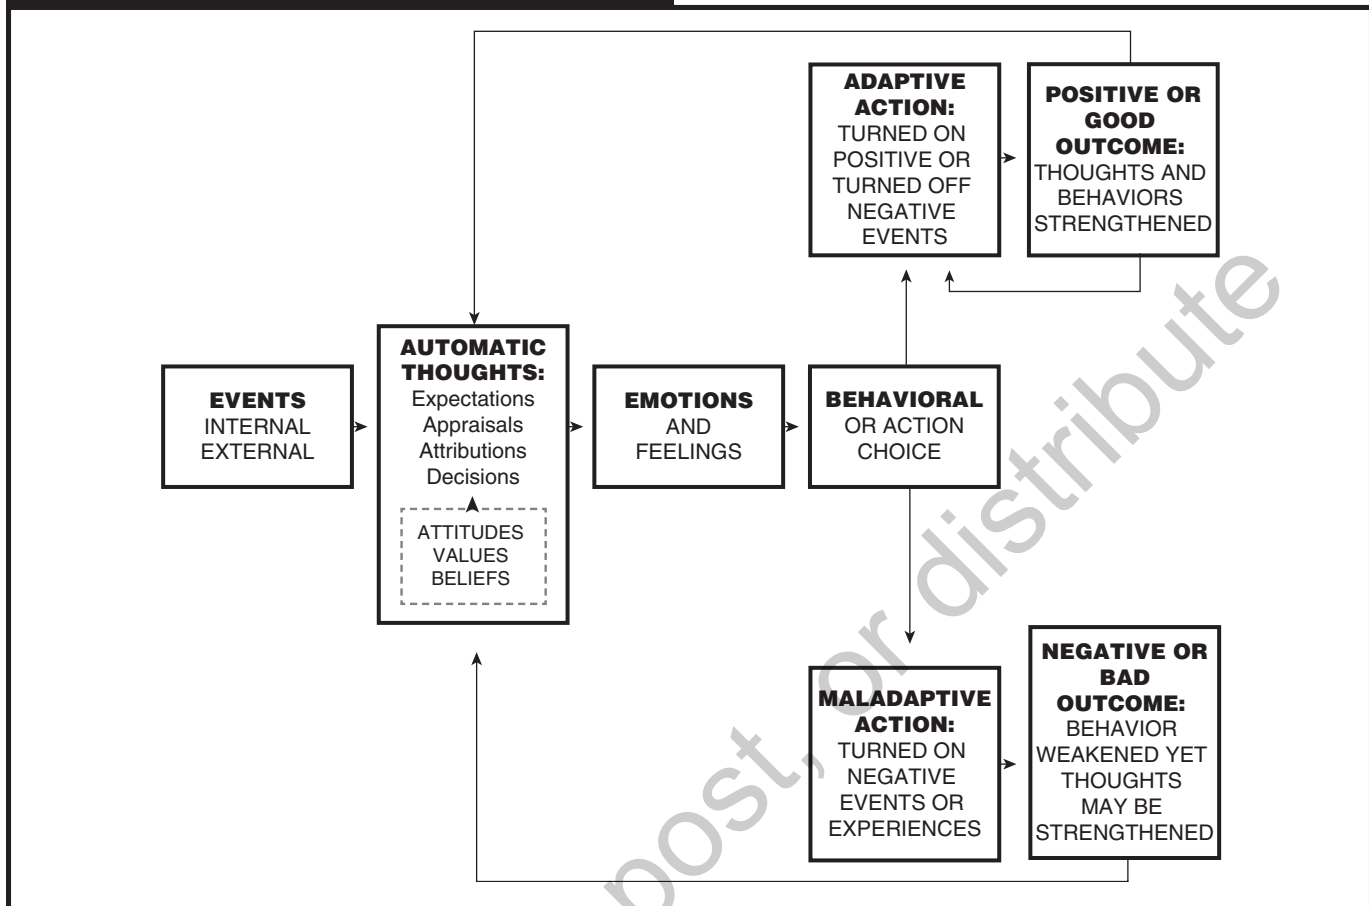 EVENTS
INTERNAL
EXTERNAL
AUTOMATIC
THOUGHTS:
Expectations
Appraisals
Attributions
Decisions
ATTITUDES
VALUES
BELIEFS
EMOTIONS
AND
FEELINGS
BEHAVIORAL
OR ACTION
CHOICE
ADAPTIVE
ACTION:
TURNED ON
POSITIVE OR
TURNED OFF
NEGATIVE
EVENTS
POSITIVE OR
GOOD
OUTCOME:
THOUGHTS AND
BEHAVIORS
STRENGTHENED
MALADAPTIVE
ACTION:
TURNED ON
NEGATIVE
EVENTS OR
EXPERIENCES
NEGATIVE OR
BAD
OUTCOME:
BEHAVIOR
WEAKENED YET
THOUGHTS
MAY BE
STRENGTHENED
post, or distribute